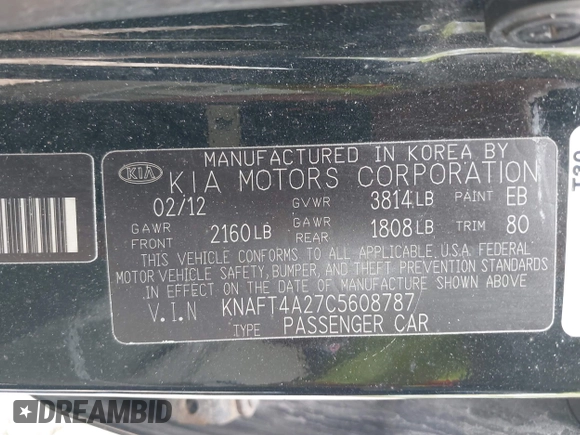 MANUFACTURED IN KOREA BY
KIA KIA MOTORS CORPORATION
02/12 GVWR 3814LB PAINT EB
GAWR FRONT 2160LB GAWR REAR 1808LB TRIM 80
THIS VEHICLE CONFORMS TO ALL APPLICABLE U.S.A. FEDERAL
MOTOR VEHICLE SAFETY, BUMPER, AND THEFT PREVENTION STANDARDS
IN EFFECT ON THE DATE OF MANUFACTURE SHOWN ABOVE.
V.I.N KNAFT4A27C5608787
TYPE PASSENGER CAR
DREAMBID